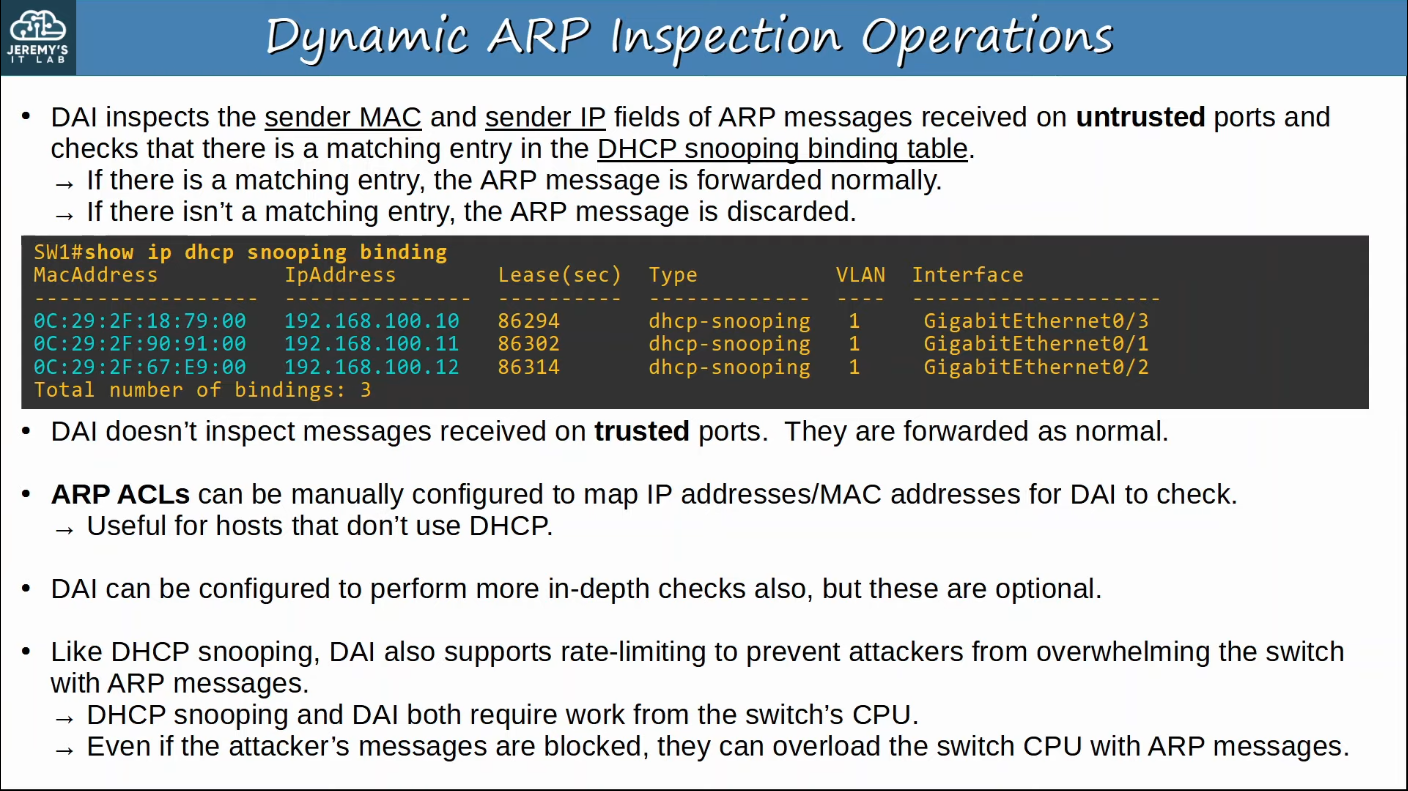 JEREMY'S
IT LAB
Dynamic ARP Inspection Operations
• DAI inspects the sender MAC and sender IP fields of ARP messages received on untrusted ports and
checks that there is a matching entry in the DHCP snooping binding table.
→ If there is a matching entry, the ARP message is forwarded normally.
→ If there isn't a matching entry, the ARP message is discarded.
SW1#show ip dhcp snooping binding
MacAddress          IpAddress        Lease(sec)  Type           VLAN  Interface
------------------  ---------------  ----------  -------------  ----  --------------------
0C:29:2F:18:79:00   192.168.100.10   86294       dhcp-snooping   1     GigabitEthernet0/3
0C:29:2F:90:91:00   192.168.100.11   86302       dhcp-snooping   1     GigabitEthernet0/1
0C:29:2F:67:E9:00   192.168.100.12   86314       dhcp-snooping   1     GigabitEthernet0/2
Total number of bindings: 3
• DAI doesn't inspect messages received on trusted ports.  They are forwarded as normal.
• ARP ACLs can be manually configured to map IP addresses/MAC addresses for DAI to check.
→ Useful for hosts that don't use DHCP.
• DAI can be configured to perform more in-depth checks also, but these are optional.
• Like DHCP snooping, DAI also supports rate-limiting to prevent attackers from overwhelming the switch
with ARP messages.
→ DHCP snooping and DAI both require work from the switch's CPU.
→ Even if the attacker's messages are blocked, they can overload the switch CPU with ARP messages.